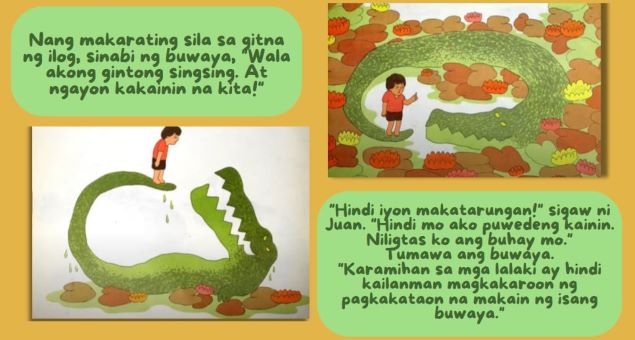 Nang makarating sila sa gitna
ng ilog, sinabi ng buwaya, "Wala
akong gintong singsing. At
ngayon kakainin na kita!"
"Hindi iyon makatarungan!" sigaw ni
Juan. "Hindi mo ako puwedeng kainin.
Niligtas ko ang buhay mo."
Tumawa ang buwaya.
"Karamihan sa mga lalaki ay hindi
kailanman magkakaroon ng
pagkakataon na makain ng isang
buwaya."